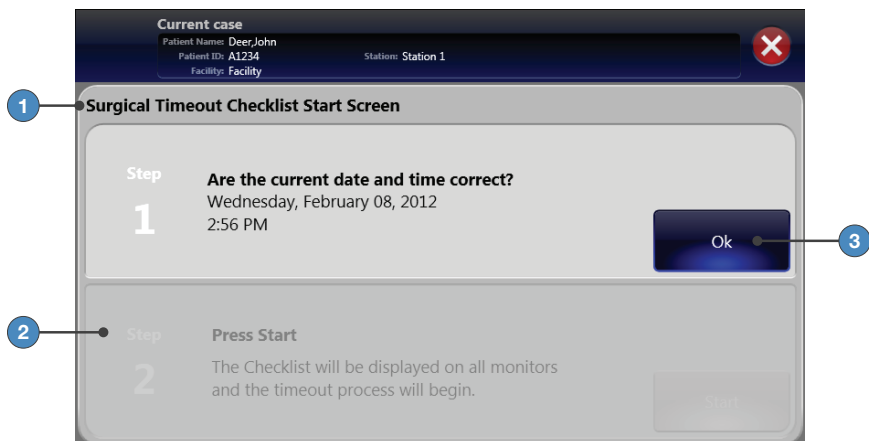 Current case
Patient Name: Deer,John
Patient ID: A1234 Station: Station 1
Facility: Facility
1
Surgical Timeout Checklist Start Screen
Step
1
Are the current date and time correct?
Wednesday, February 08, 2012
2:56 PM
Ok
3
2
Step
2
Press Start
The Checklist will be displayed on all monitors
and the timeout process will begin.
Start